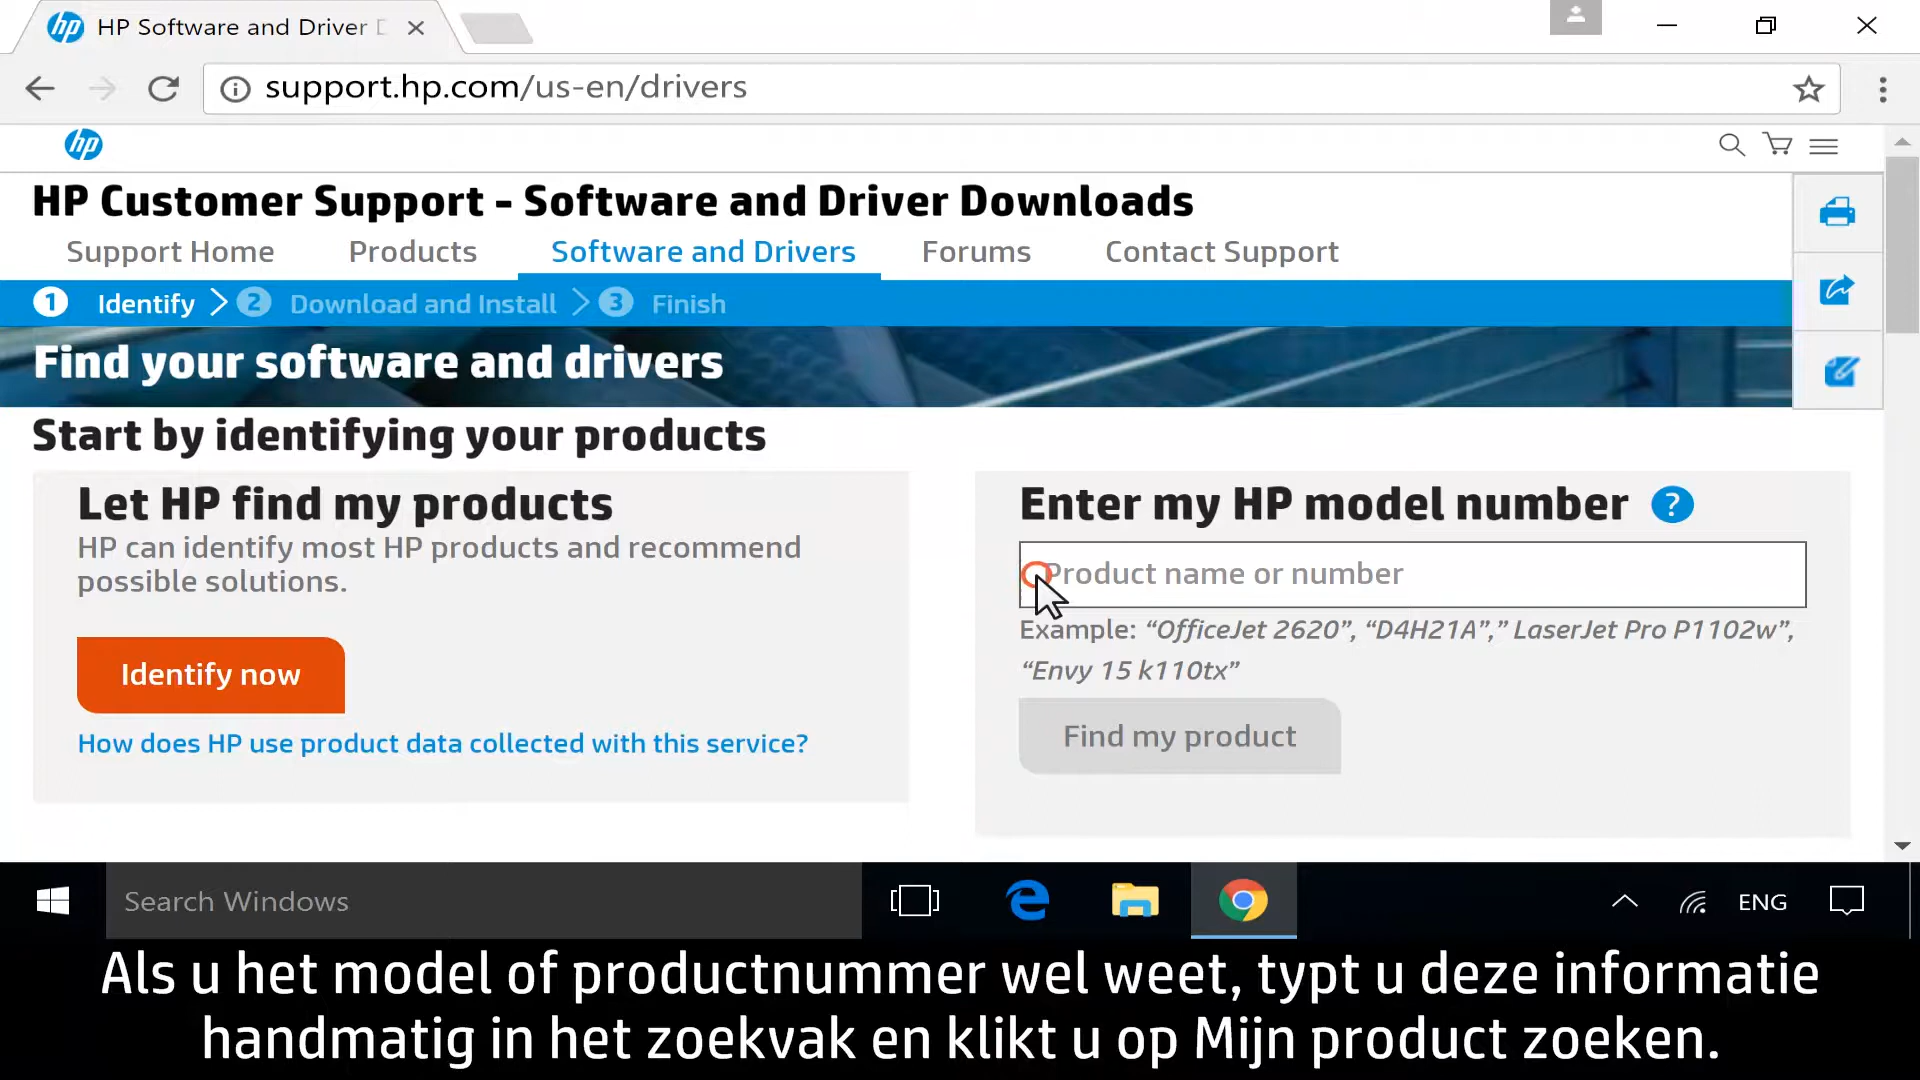 hp HP Software and Driver
support.hp.com/us-en/drivers
hp
HP Customer Support - Software and Driver Downloads
Support Home Products Software and Drivers Forums Contact Support
1 Identify 2 Download and Install 3 Finish
Find your software and drivers
Start by identifying your products
Let HP find my products
HP can identify most HP products and recommend
possible solutions.
Identify now
How does HP use product data collected with this service?
Enter my HP model number ?
Product name or number
Example: “OfficeJet 2620”, “D4H21A”,” LaserJet Pro P1102w”,
“Envy 15 k110tx”
Find my product
Search Windows
ENG
Als u het model of productnummer wel weet, typt u deze informatie
handmatig in het zoekvak en klikt u op Mijn product zoeken.